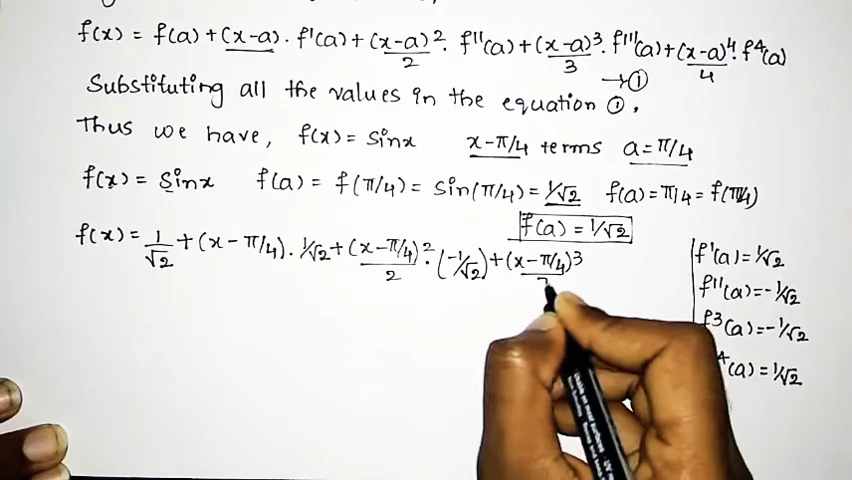 f(x) = f(a) + (x-a) · f'(a) + (x-a)²/2 · f''(a) + (x-a)³/3 · f'''(a) + (x-a)⁴/4 · f⁴(a)
→①
Substituting all the values in the equation ①,
Thus we have, f(x) = sinx x-π/4 terms a=π/4
f(x) = sinx f(a) = f(π/4) = sin(π/4) = 1/√2 f(a)=π/4 = f(π/4)
f(a) = 1/√2
f(x) = 1/√2 + (x-π/4) · 1/√2 + (x-π/4)²/2 · (-1/√2) + (x-π/4)³
f'(a) = 1/√2
f''(a) = -1/√2
f³(a) = -1/√2
⁴(a) = 1/√2